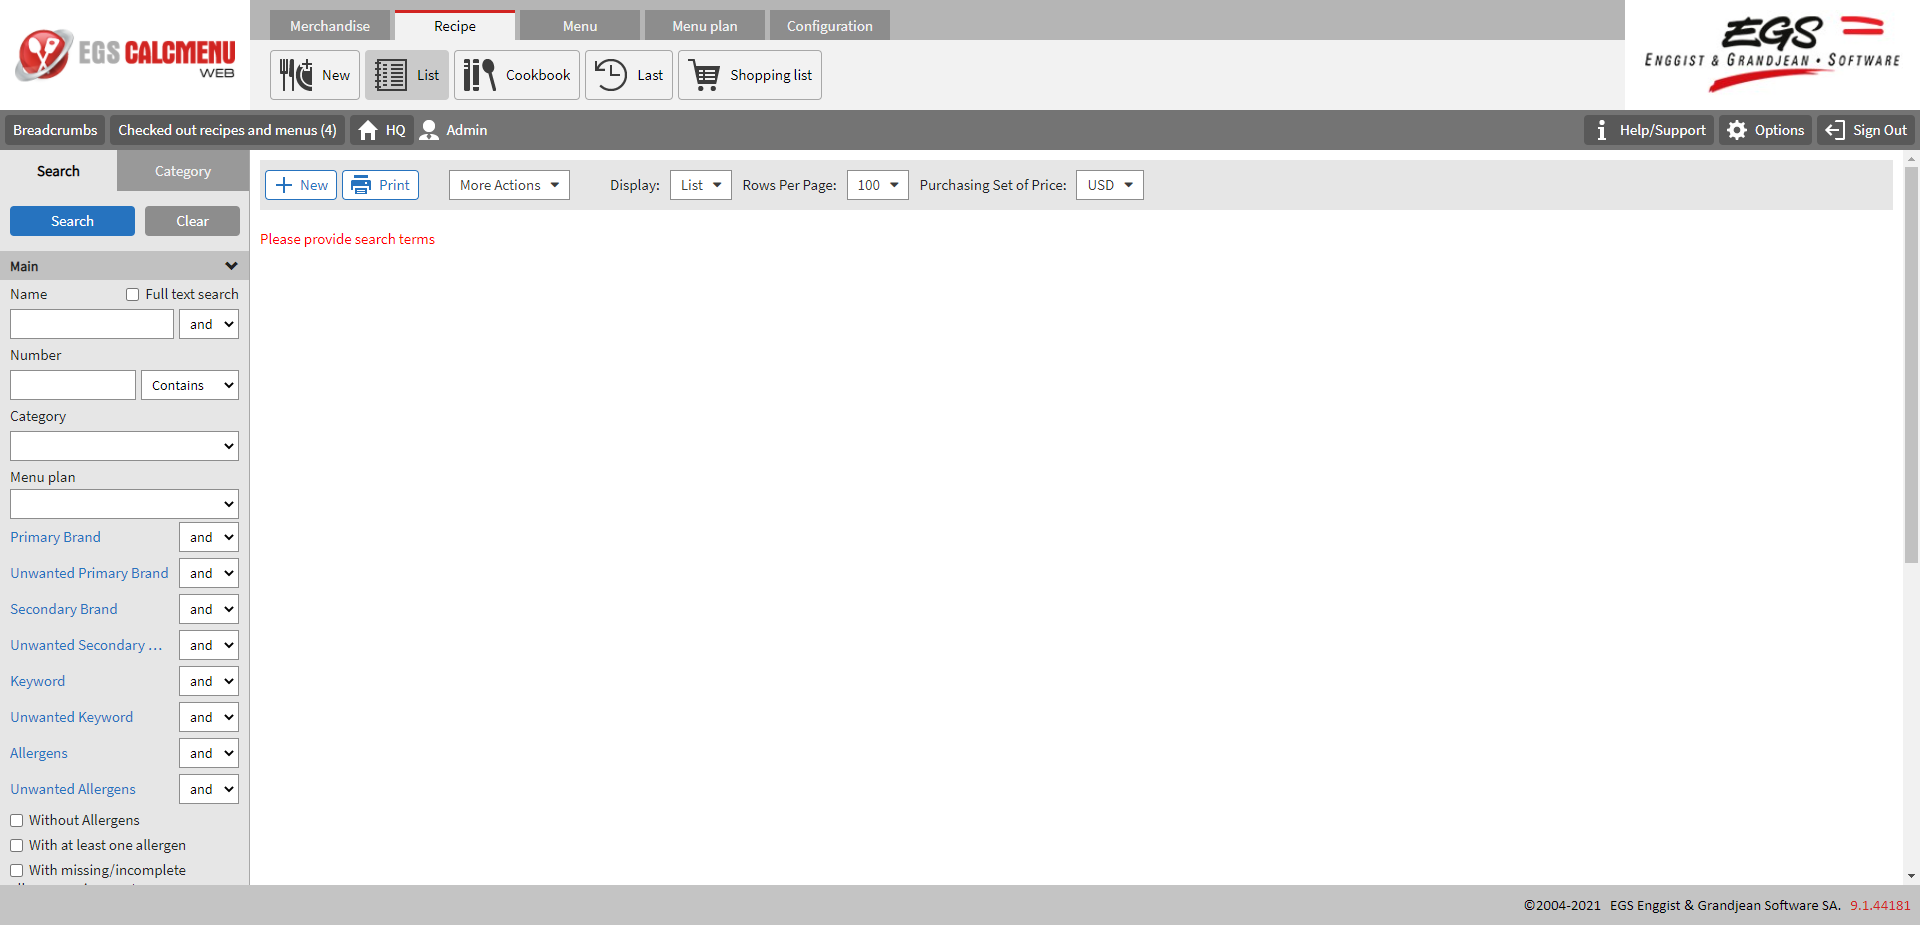 EGS CALCMENU
WEB
Merchandise
Recipe
Menu
Menu plan
Configuration
New
List
Cookbook
Last
Shopping list
EGS
ENGGIST & GRANDJEAN • SOFTWARE
Breadcrumbs
Checked out recipes and menus (4)
HQ
Admin
Help/Support
Options
Sign Out
Search
Category
Search
Clear
Main
Name
Full text search
and
Number
Contains
Category
Menu plan
Primary Brand
and
Unwanted Primary Brand
and
Secondary Brand
and
Unwanted Secondary ...
and
Keyword
and
Unwanted Keyword
and
Allergens
and
Unwanted Allergens
and
Without Allergens
With at least one allergen
With missing/incomplete
New
Print
More Actions
Display:
List
Rows Per Page:
100
Purchasing Set of Price:
USD
Please provide search terms
©2004-2021 EGS Enggist & Grandjean Software SA. 9.1.44181